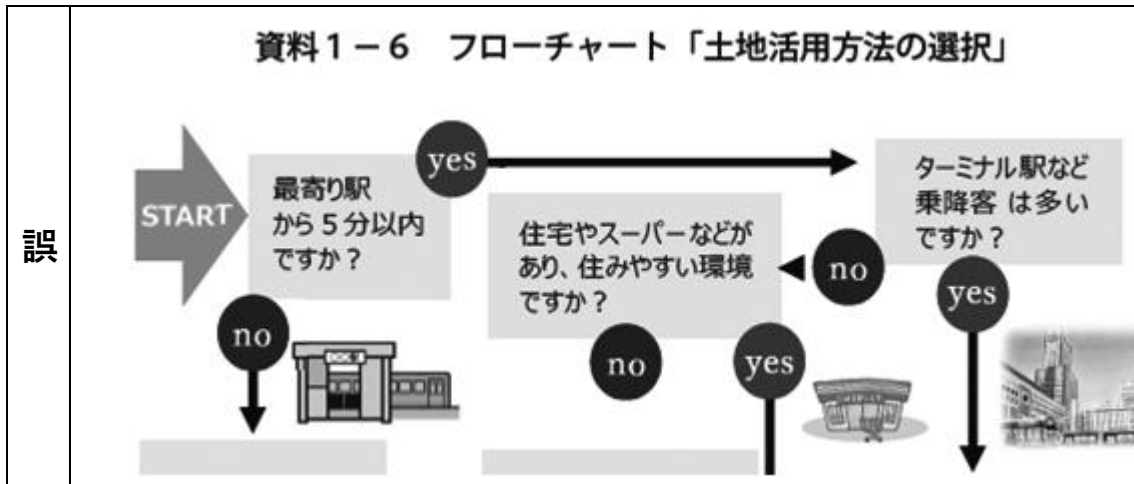 誤
資料１－６　フローチャート「土地活用方法の選択」
START
最寄り駅
から５分以内
ですか？
yes
no
ターミナル駅など
乗降客 は多い
ですか？
no
yes
住宅やスーパーなどが
あり、住みやすい環境
ですか？
no
yes